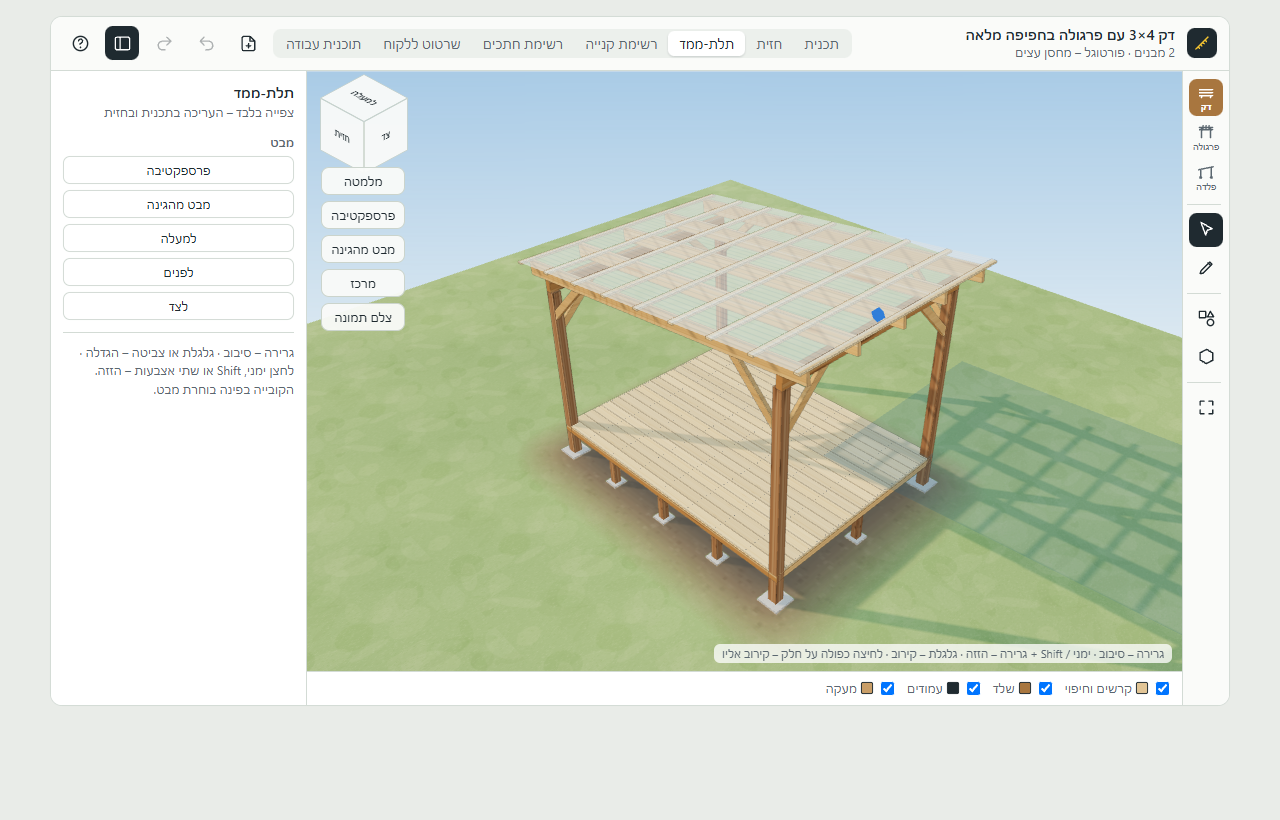 דק 4×3 עם פרגולה בחפיפה מלאה
2 מבנים · פורטוגל – מחסן עצים
תכנית
חזית
תלת-ממד
רשימת קנייה
רשימת חתכים
שרטוט ללקוח
תוכנית עבודה
דק
פרגולה
פלדה
למעלה
חזית
צד
מלמטה
פרספקטיבה
מבט מהגינה
מרכז
צלם תמונה
תלת-ממד
צפייה בלבד – העריכה בתכנית ובחזית
מבט
פרספקטיבה
מבט מהגינה
למעלה
לפנים
לצד
גרירה – סיבוב · גלגלת או צביטה – הגדלה ·
לחצן ימני, Shift או שתי אצבעות – הזזה.
הקובייה בפינה בוחרת מבט.
גרירה – סיבוב · ימני / Shift + גרירה – הזזה · גלגלת – קירוב · לחיצה כפולה על חלק – קירוב אליו
קרשים וחיפוי
שלד
עמודים
מעקה